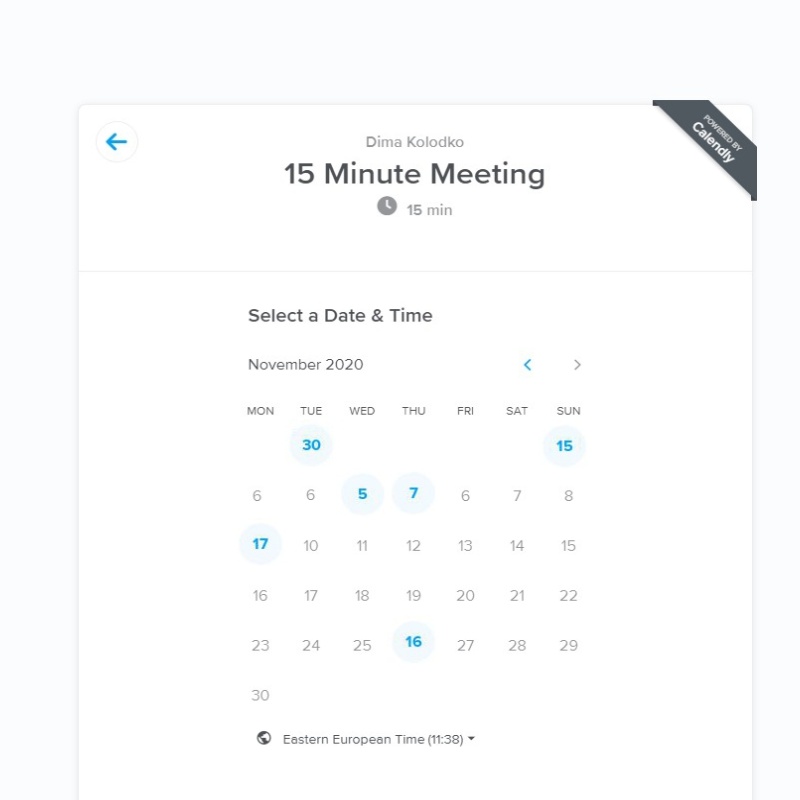 POWERED BY
Calendly
Dima Kolodko
15 Minute Meeting
15 min
Select a Date & Time
November 2020
MON TUE WED THU FRI SAT SUN
30 15
6 6 5 7 6 7 8
17 10 11 12 13 14 15
16 17 18 19 20 21 22
23 24 25 16 27 28 29
30
Eastern European Time (11:38)